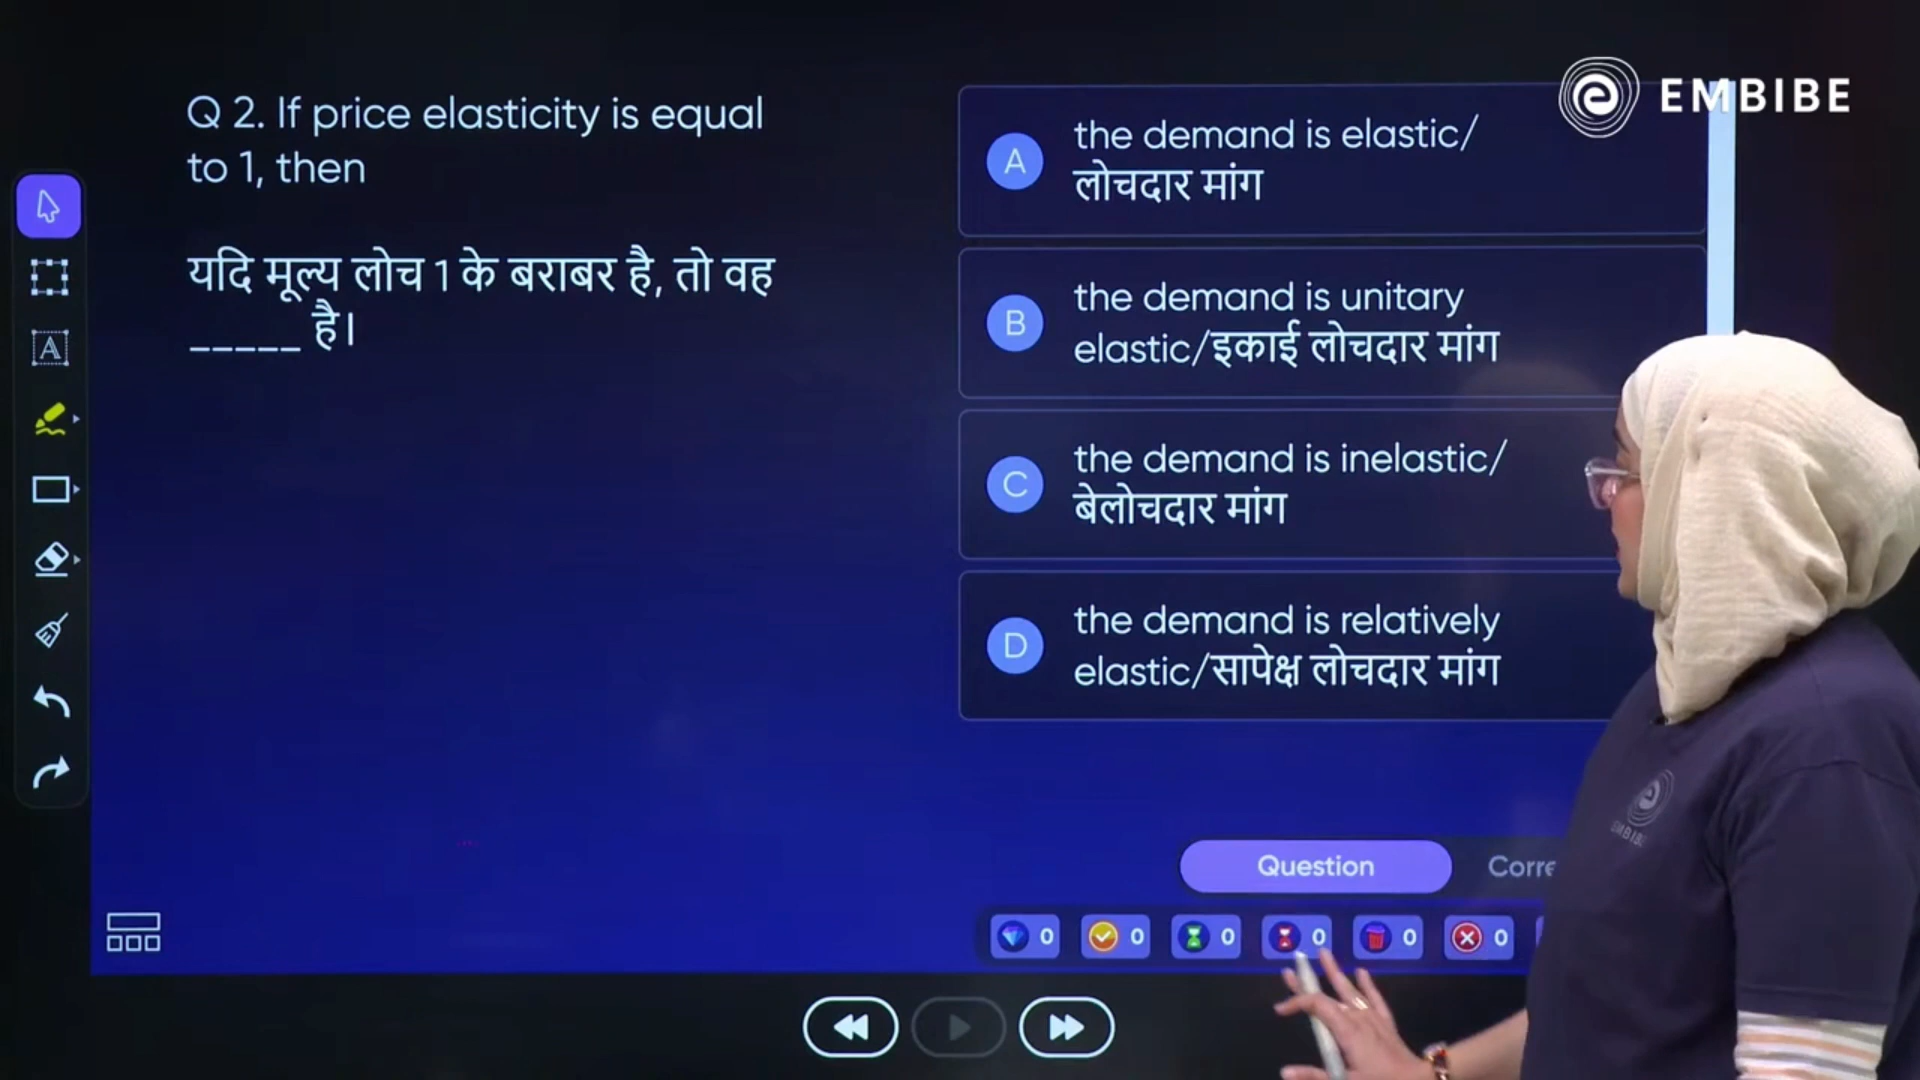 EMBIBE
Q 2. If price elasticity is equal
to 1, then
यदि मूल्य लोच 1 के बराबर है, तो वह
_____ है।
A
the demand is elastic/
लोचदार मांग
B
the demand is unitary
elastic/इकाई लोचदार मांग
C
the demand is inelastic/
बेलोचदार मांग
D
the demand is relatively
elastic/सापेक्ष लोचदार मांग
Question
Corre
0
0
0
0
0
0
A